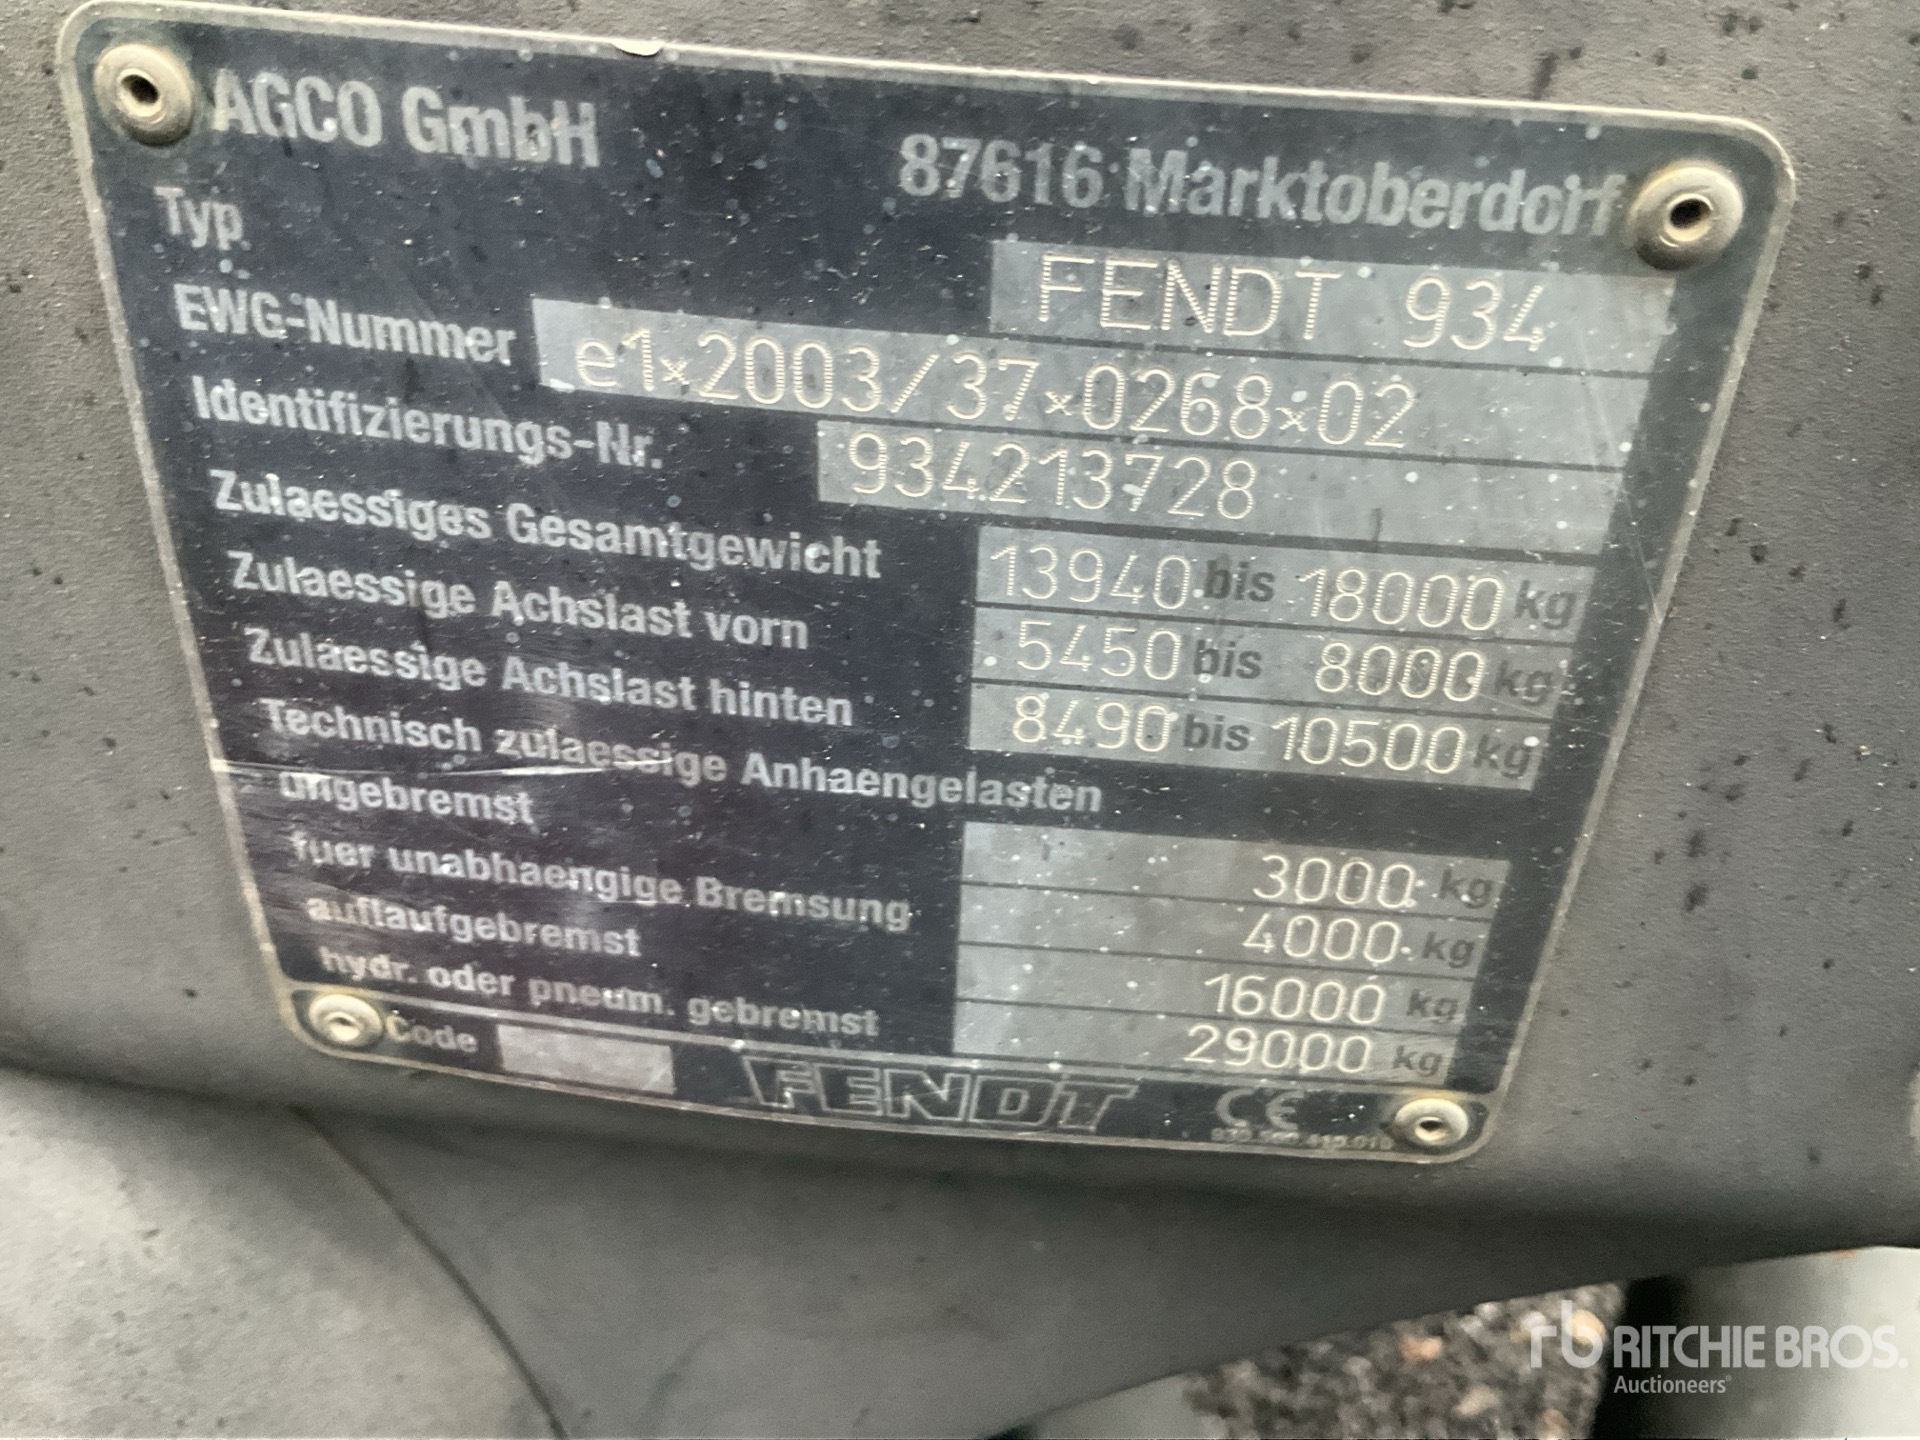 AGCO GmbH
87616 Marktoberdorf
Typ FENDT 934
EWG-Nummer e1×2003/37×0268×02
Identifizierungs-Nr. 934213728
Zulaessiges Gesamtgewicht 13940 bis 18000 kg
Zulaessige Achslast vorn 5450 bis 8000 kg
Zulaessige Achslast hinten 8490 bis 10500 kg
Technisch zulaessige Anhaengelasten
ungebremst 3000 kg
fuer unabhaengige Bremsung 4000 kg
auflaufgebremst 16000 kg
hydr. oder pneum. gebremst 29000 kg
Code FENDT CE
rb RITCHIE BROS.
Auctioneers